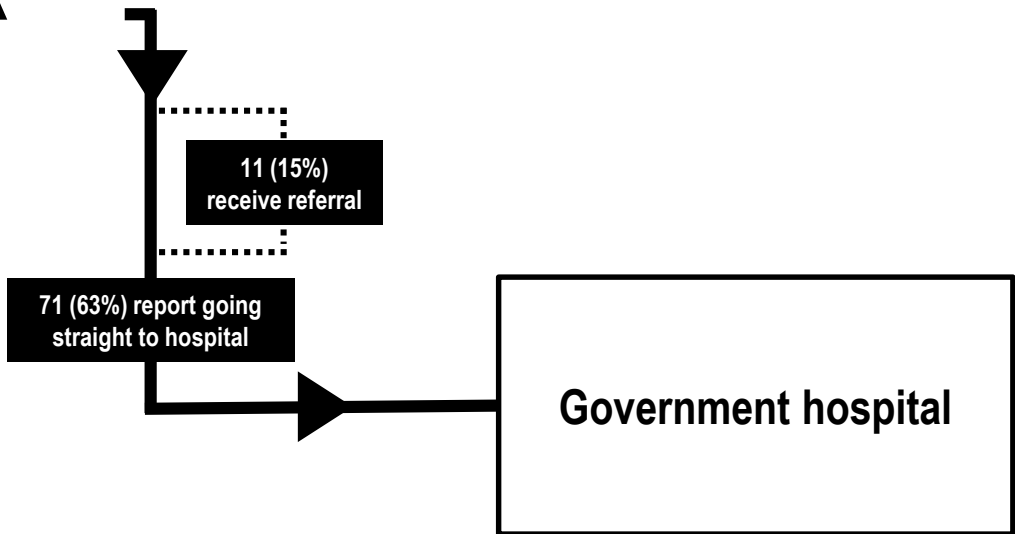 11 (15%)
receive referral
71 (63%) report going
straight to hospital
Government hospital